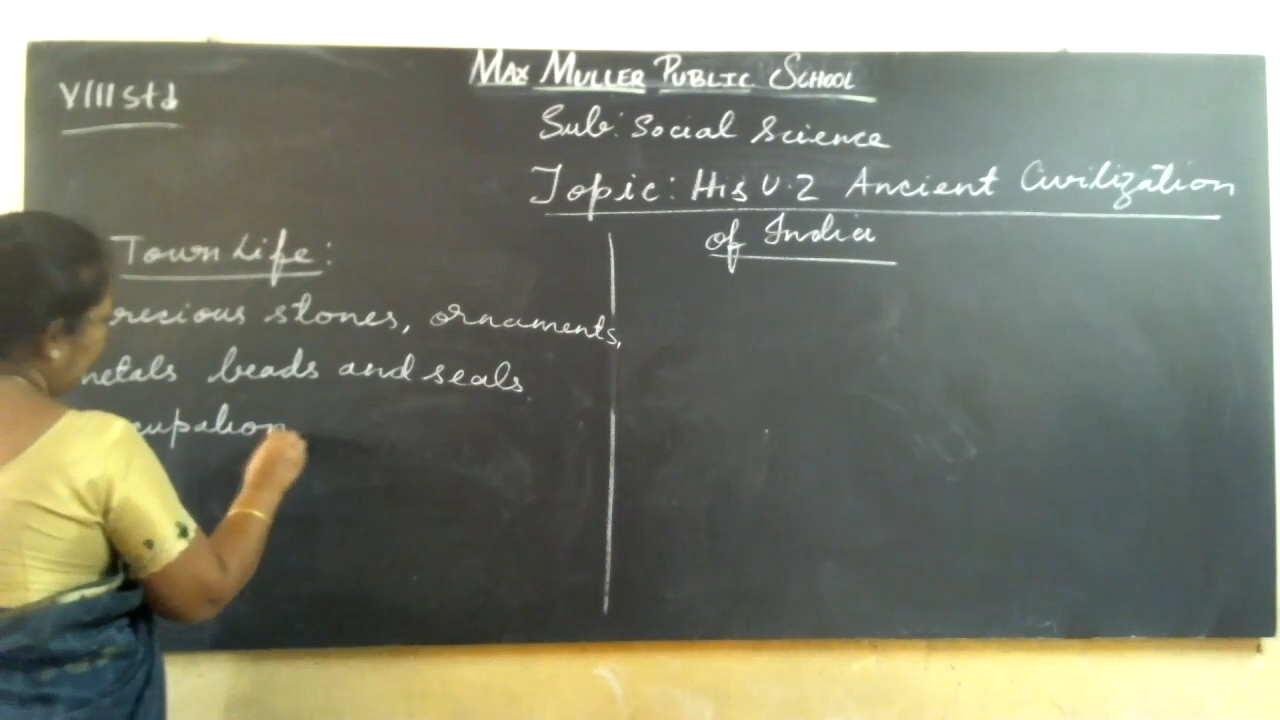 MAX MULLER PUBLIC SCHOOL
VIII Std
Sub: Social Science
Topic: His U.2 Ancient Civilization
of India
Town Life:
recious stones, ornaments,
etals beads and seals
cupation